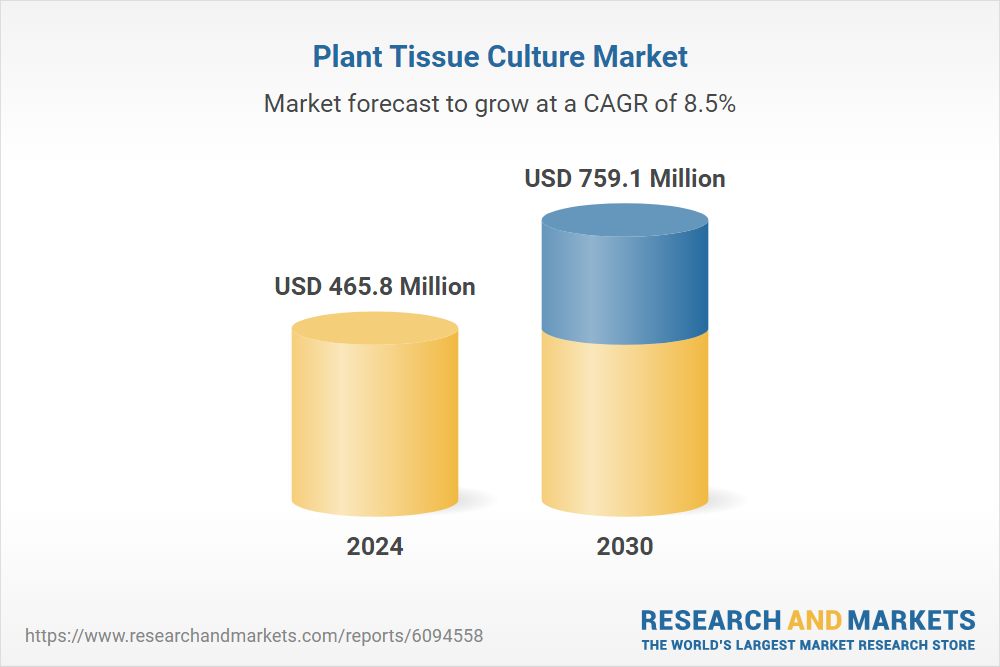 Plant Tissue Culture Market
Market forecast to grow at a CAGR of 8.5%
USD 759.1 Million
USD 465.8 Million
2024
2030
https://www.researchandmarkets.com/reports/6094558
RESEARCH AND MARKETS
THE WORLD'S LARGEST MARKET RESEARCH STORE